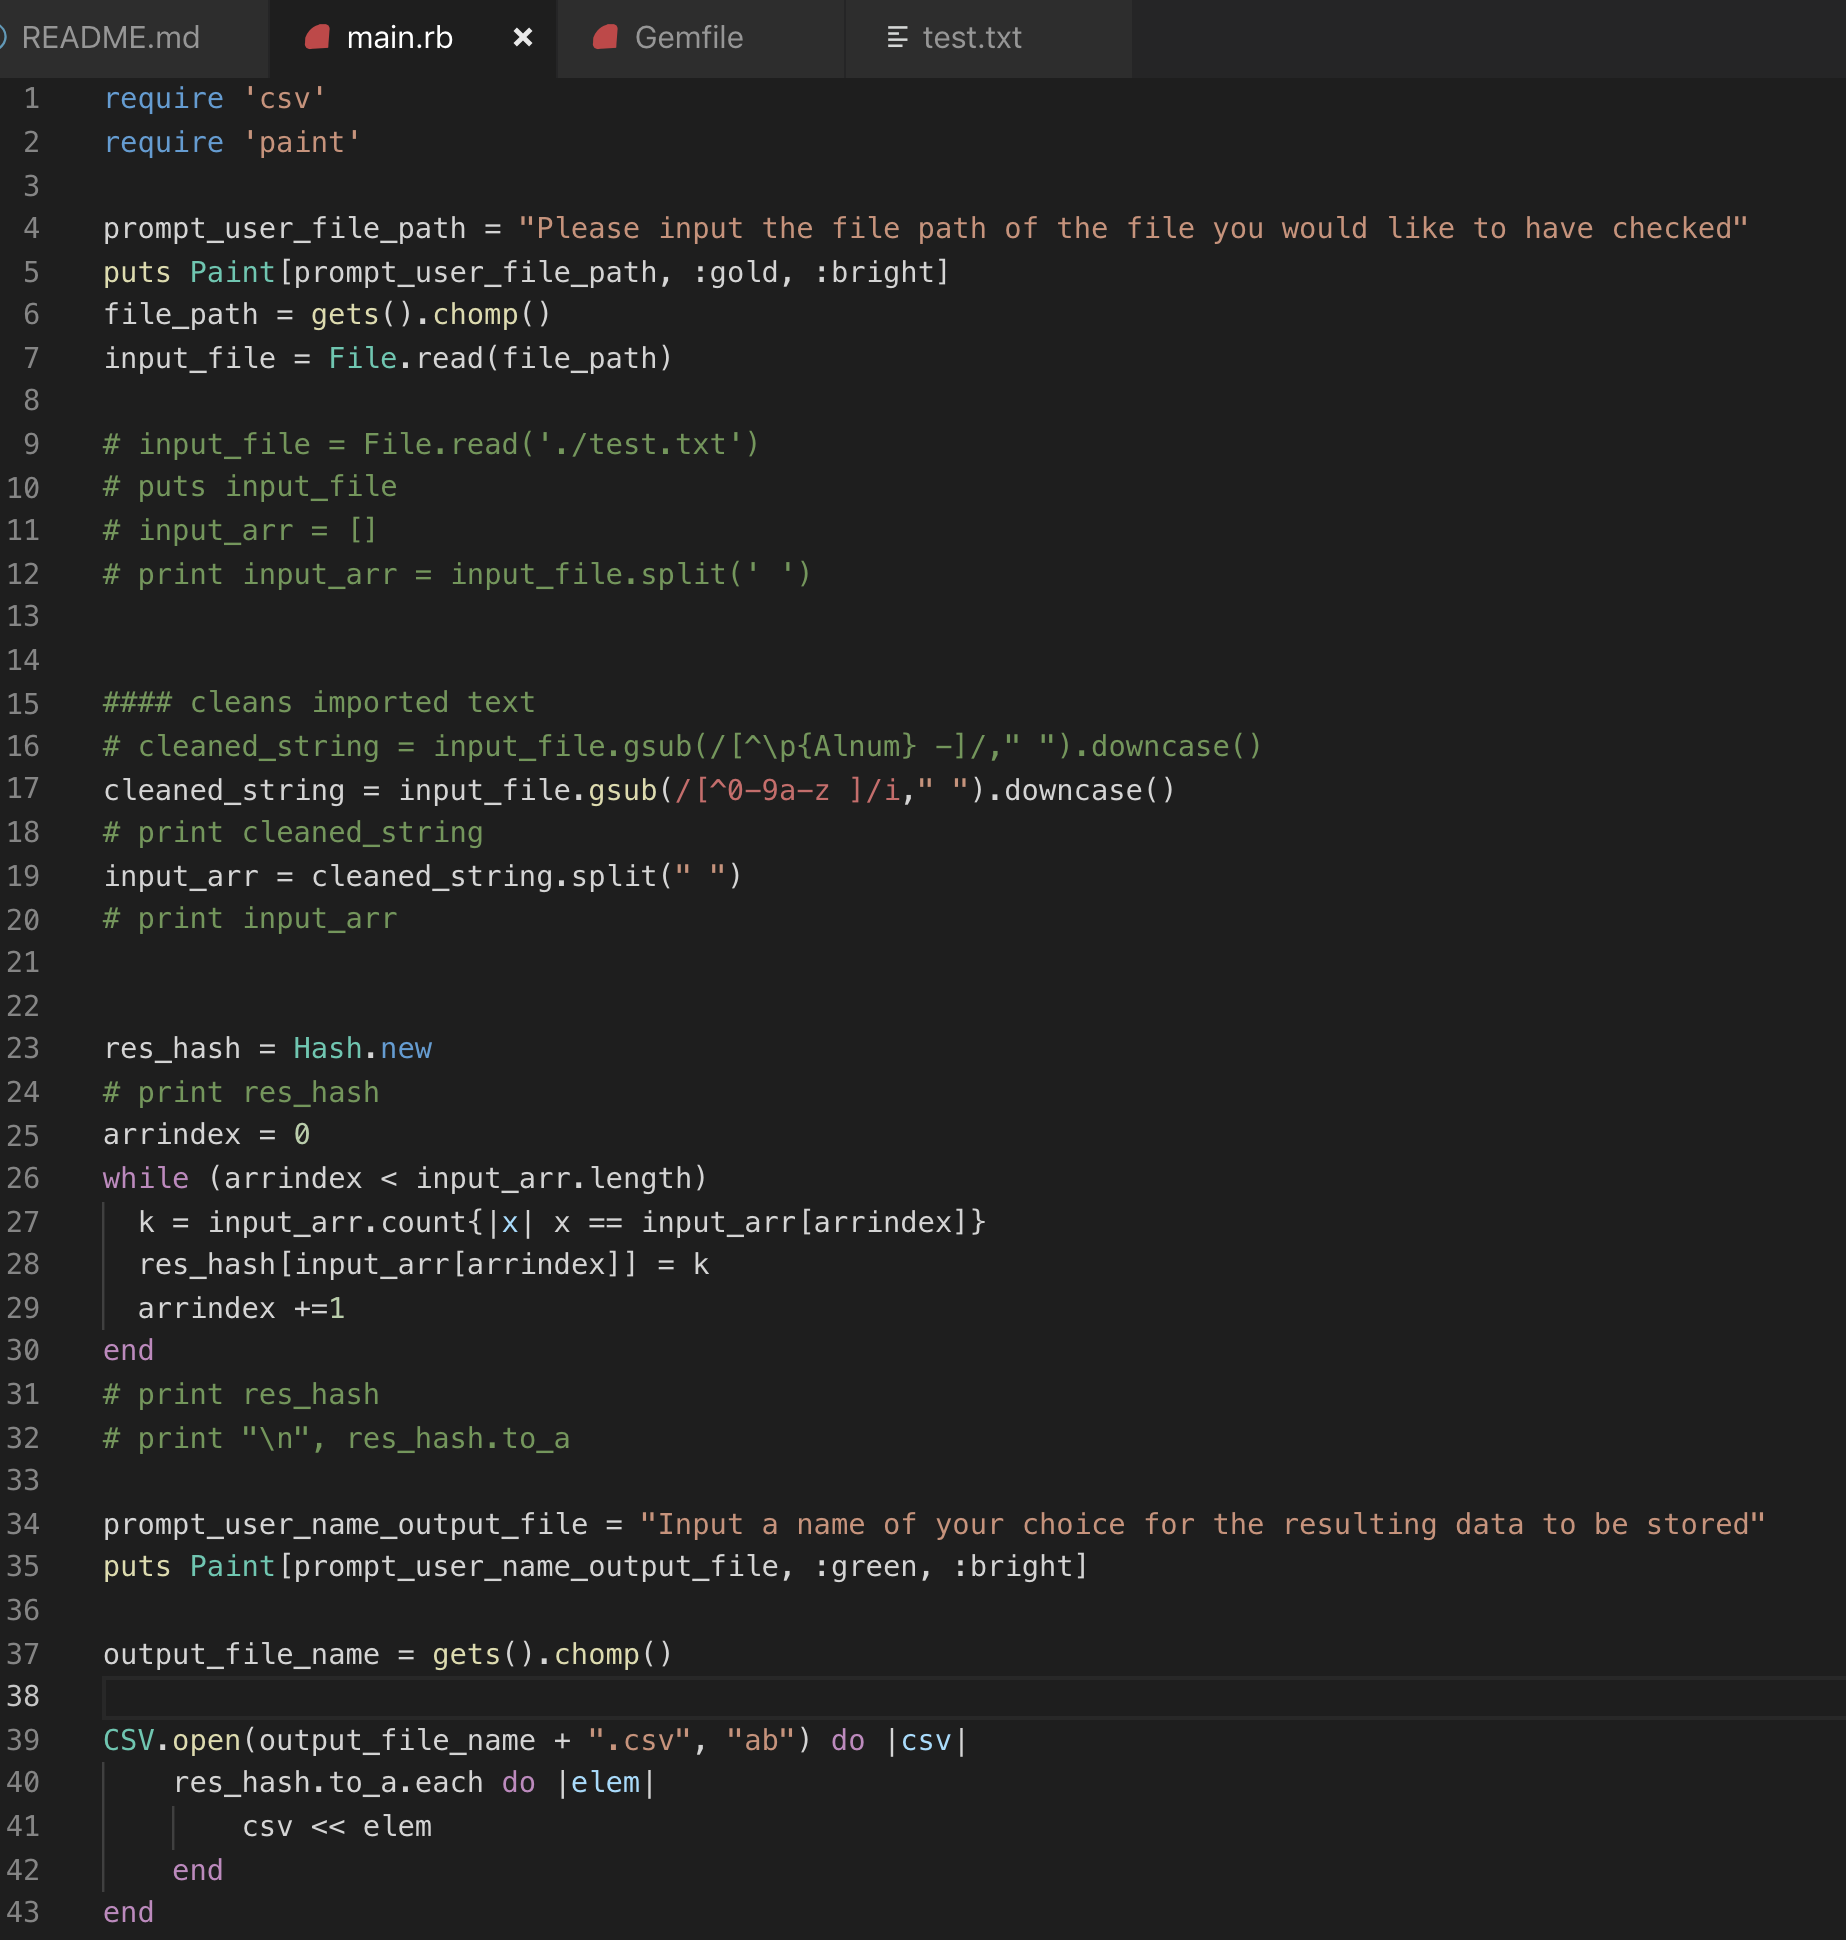 README.md main.rb Gemfile test.txt
1 require 'csv'
2 require 'paint'
3
4 prompt_user_file_path = "Please input the file path of the file you would like to have checked"
5 puts Paint[prompt_user_file_path, :gold, :bright]
6 file_path = gets().chomp()
7 input_file = File.read(file_path)
8
9 # input_file = File.read('./test.txt')
10 # puts input_file
11 # input_arr = []
12 # print input_arr = input_file.split(' ')
13
14
15 #### cleans imported text
16 # cleaned_string = input_file.gsub(/[^\p{Alnum} -]/," ").downcase()
17 cleaned_string = input_file.gsub(/[^0-9a-z ]/i," ").downcase()
18 # print cleaned_string
19 input_arr = cleaned_string.split(" ")
20 # print input_arr
21
22
23 res_hash = Hash.new
24 # print res_hash
25 arrindex = 0
26 while (arrindex < input_arr.length)
27   k = input_arr.count{|x| x == input_arr[arrindex]}
28   res_hash[input_arr[arrindex]] = k
29   arrindex +=1
30 end
31 # print res_hash
32 # print "\n", res_hash.to_a
33
34 prompt_user_name_output_file = "Input a name of your choice for the resulting data to be stored"
35 puts Paint[prompt_user_name_output_file, :green, :bright]
36
37 output_file_name = gets().chomp()
38
39 CSV.open(output_file_name + ".csv", "ab") do |csv|
40     res_hash.to_a.each do |elem|
41         csv << elem
42     end
43 end